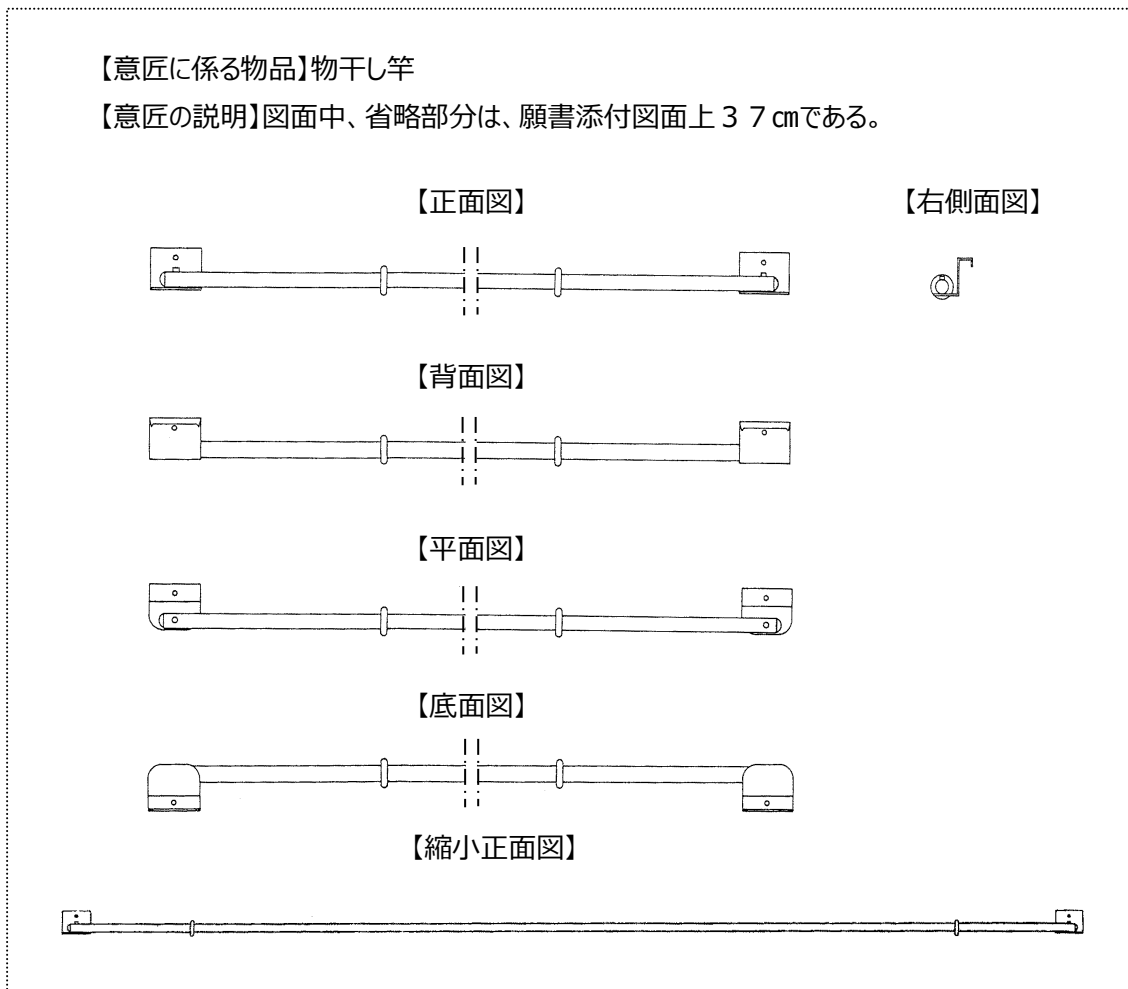 【意匠に係る物品】物干し竿
【意匠の説明】図面中、省略部分は、願書添付図面上３７㎝である。
【正面図】
【右側面図】
【背面図】
【平面図】
【底面図】
【縮小正面図】